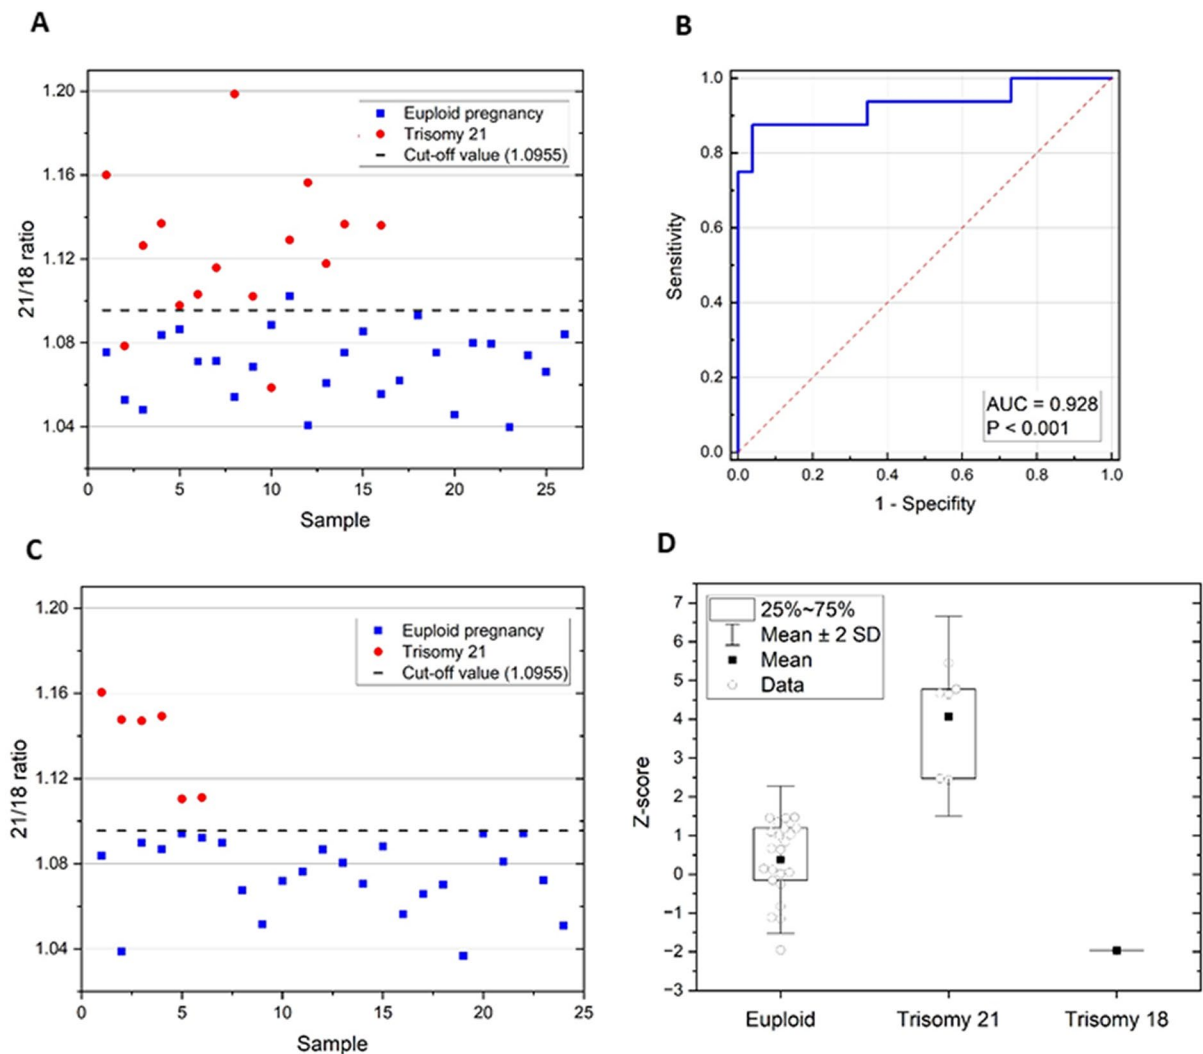 A
1.20
1.16
1.12
1.08
1.04
21/18 ratio
Euploid pregnancy
Trisomy 21
Cut-off value (1.0955)
0 5 10 15 20 25
Sample
B
1.0
0.8
0.6
0.4
0.2
0.0
Sensitivity
AUC = 0.928
P < 0.001
0.0 0.2 0.4 0.6 0.8 1.0
1 - Specifity
C
1.20
1.16
1.12
1.08
1.04
21/18 ratio
Euploid pregnancy
Trisomy 21
Cut-off value (1.0955)
0 5 10 15 20 25
Sample
D
7
6
5
4
3
2
1
0
−1
−2
−3
Z-score
25%~75%
Mean ± 2 SD
Mean
Data
Euploid Trisomy 21 Trisomy 18